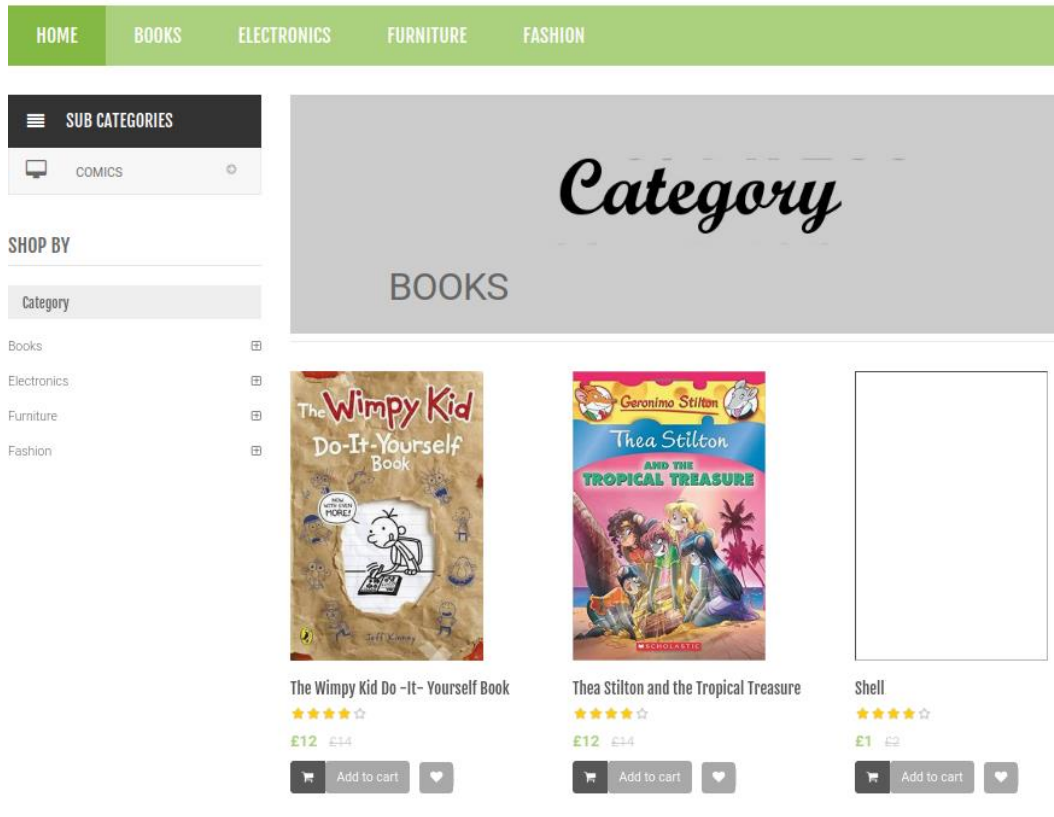 HOME BOOKS ELECTRONICS FURNITURE FASHION
SUB CATEGORIES
COMICS
SHOP BY
Category
Books
Electronics
Furniture
Fashion
Category
BOOKS
The Wimpy Kid
Do-It-Yourself
Book
NOW
WITH EVEN
MORE!
Jeff Kinney
The Wimpy Kid Do -It- Yourself Book
£12 £14
Add to cart
Geronimo Stilton
Thea Stilton
AND THE
TROPICAL TREASURE
SCHOLASTIC
Thea Stilton and the Tropical Treasure
£12 £14
Add to cart
Shell
£1 £2
Add to cart